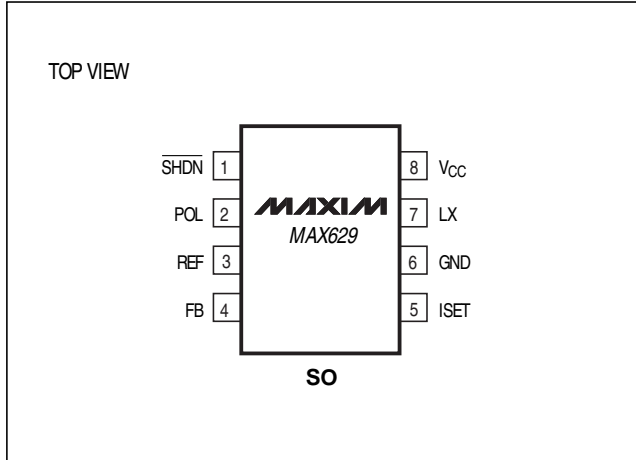 TOP VIEW
SHDN 1
POL 2
REF 3
FB 4
MAXIM
MAX629
8 VCC
7 LX
6 GND
5 ISET
SO